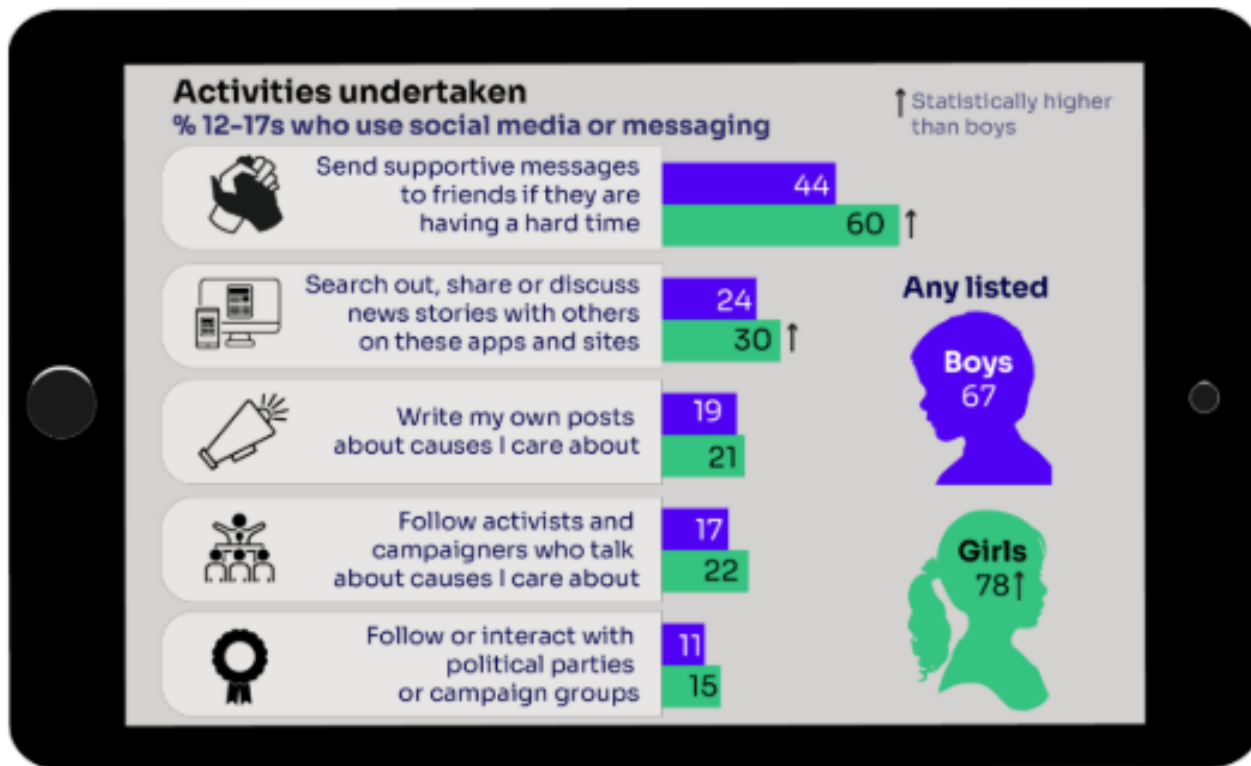 Activities undertaken
% 12-17s who use social media or messaging
↑ Statistically higher
than boys
Send supportive messages
to friends if they are
having a hard time
44
60 ↑
Search out, share or discuss
news stories with others
on these apps and sites
24
30 ↑
Write my own posts
about causes I care about
19
21
Follow activists and
campaigners who talk
about causes I care about
17
22
Follow or interact with
political parties
or campaign groups
11
15
Any listed
Boys
67
Girls
78↑